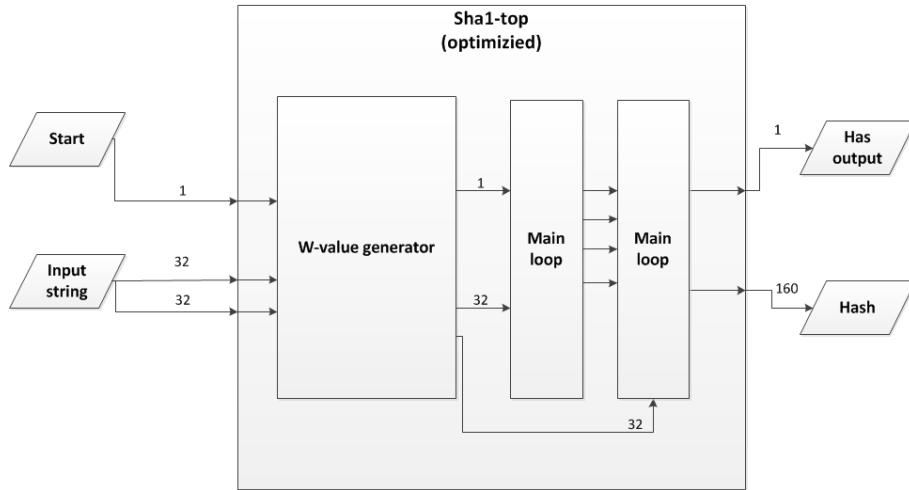 Sha1-top
(optimizied)
Start
1
Input
string
32
32
W-value generator
1
32
32
Main
loop
Main
loop
1
Has
output
160
Hash